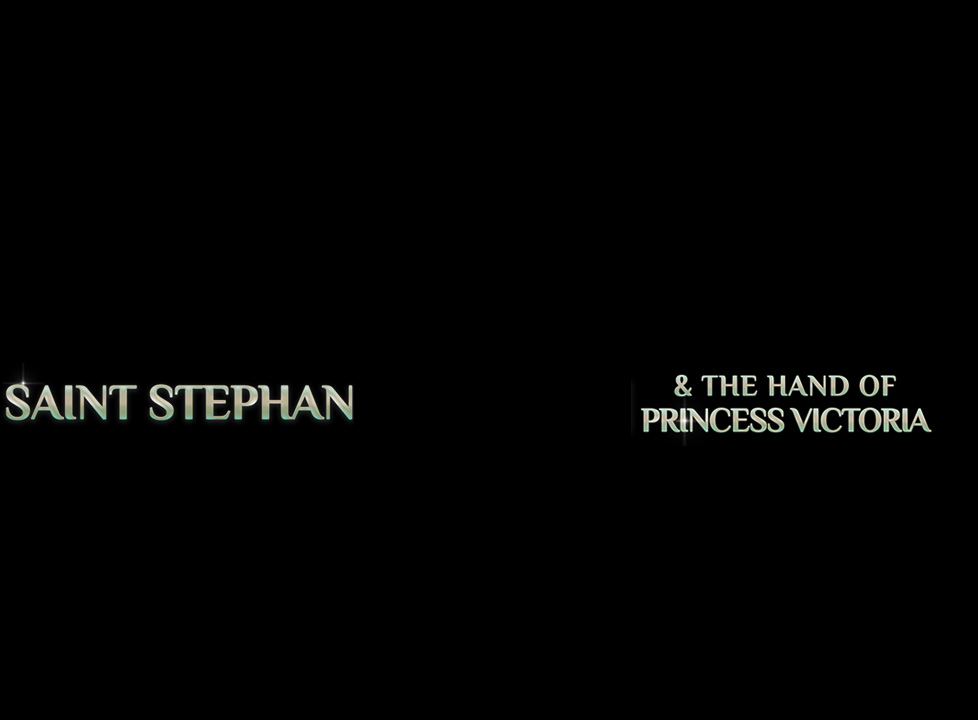 SAINT STEPHAN
& THE HAND OF
PRINCESS VICTORIA